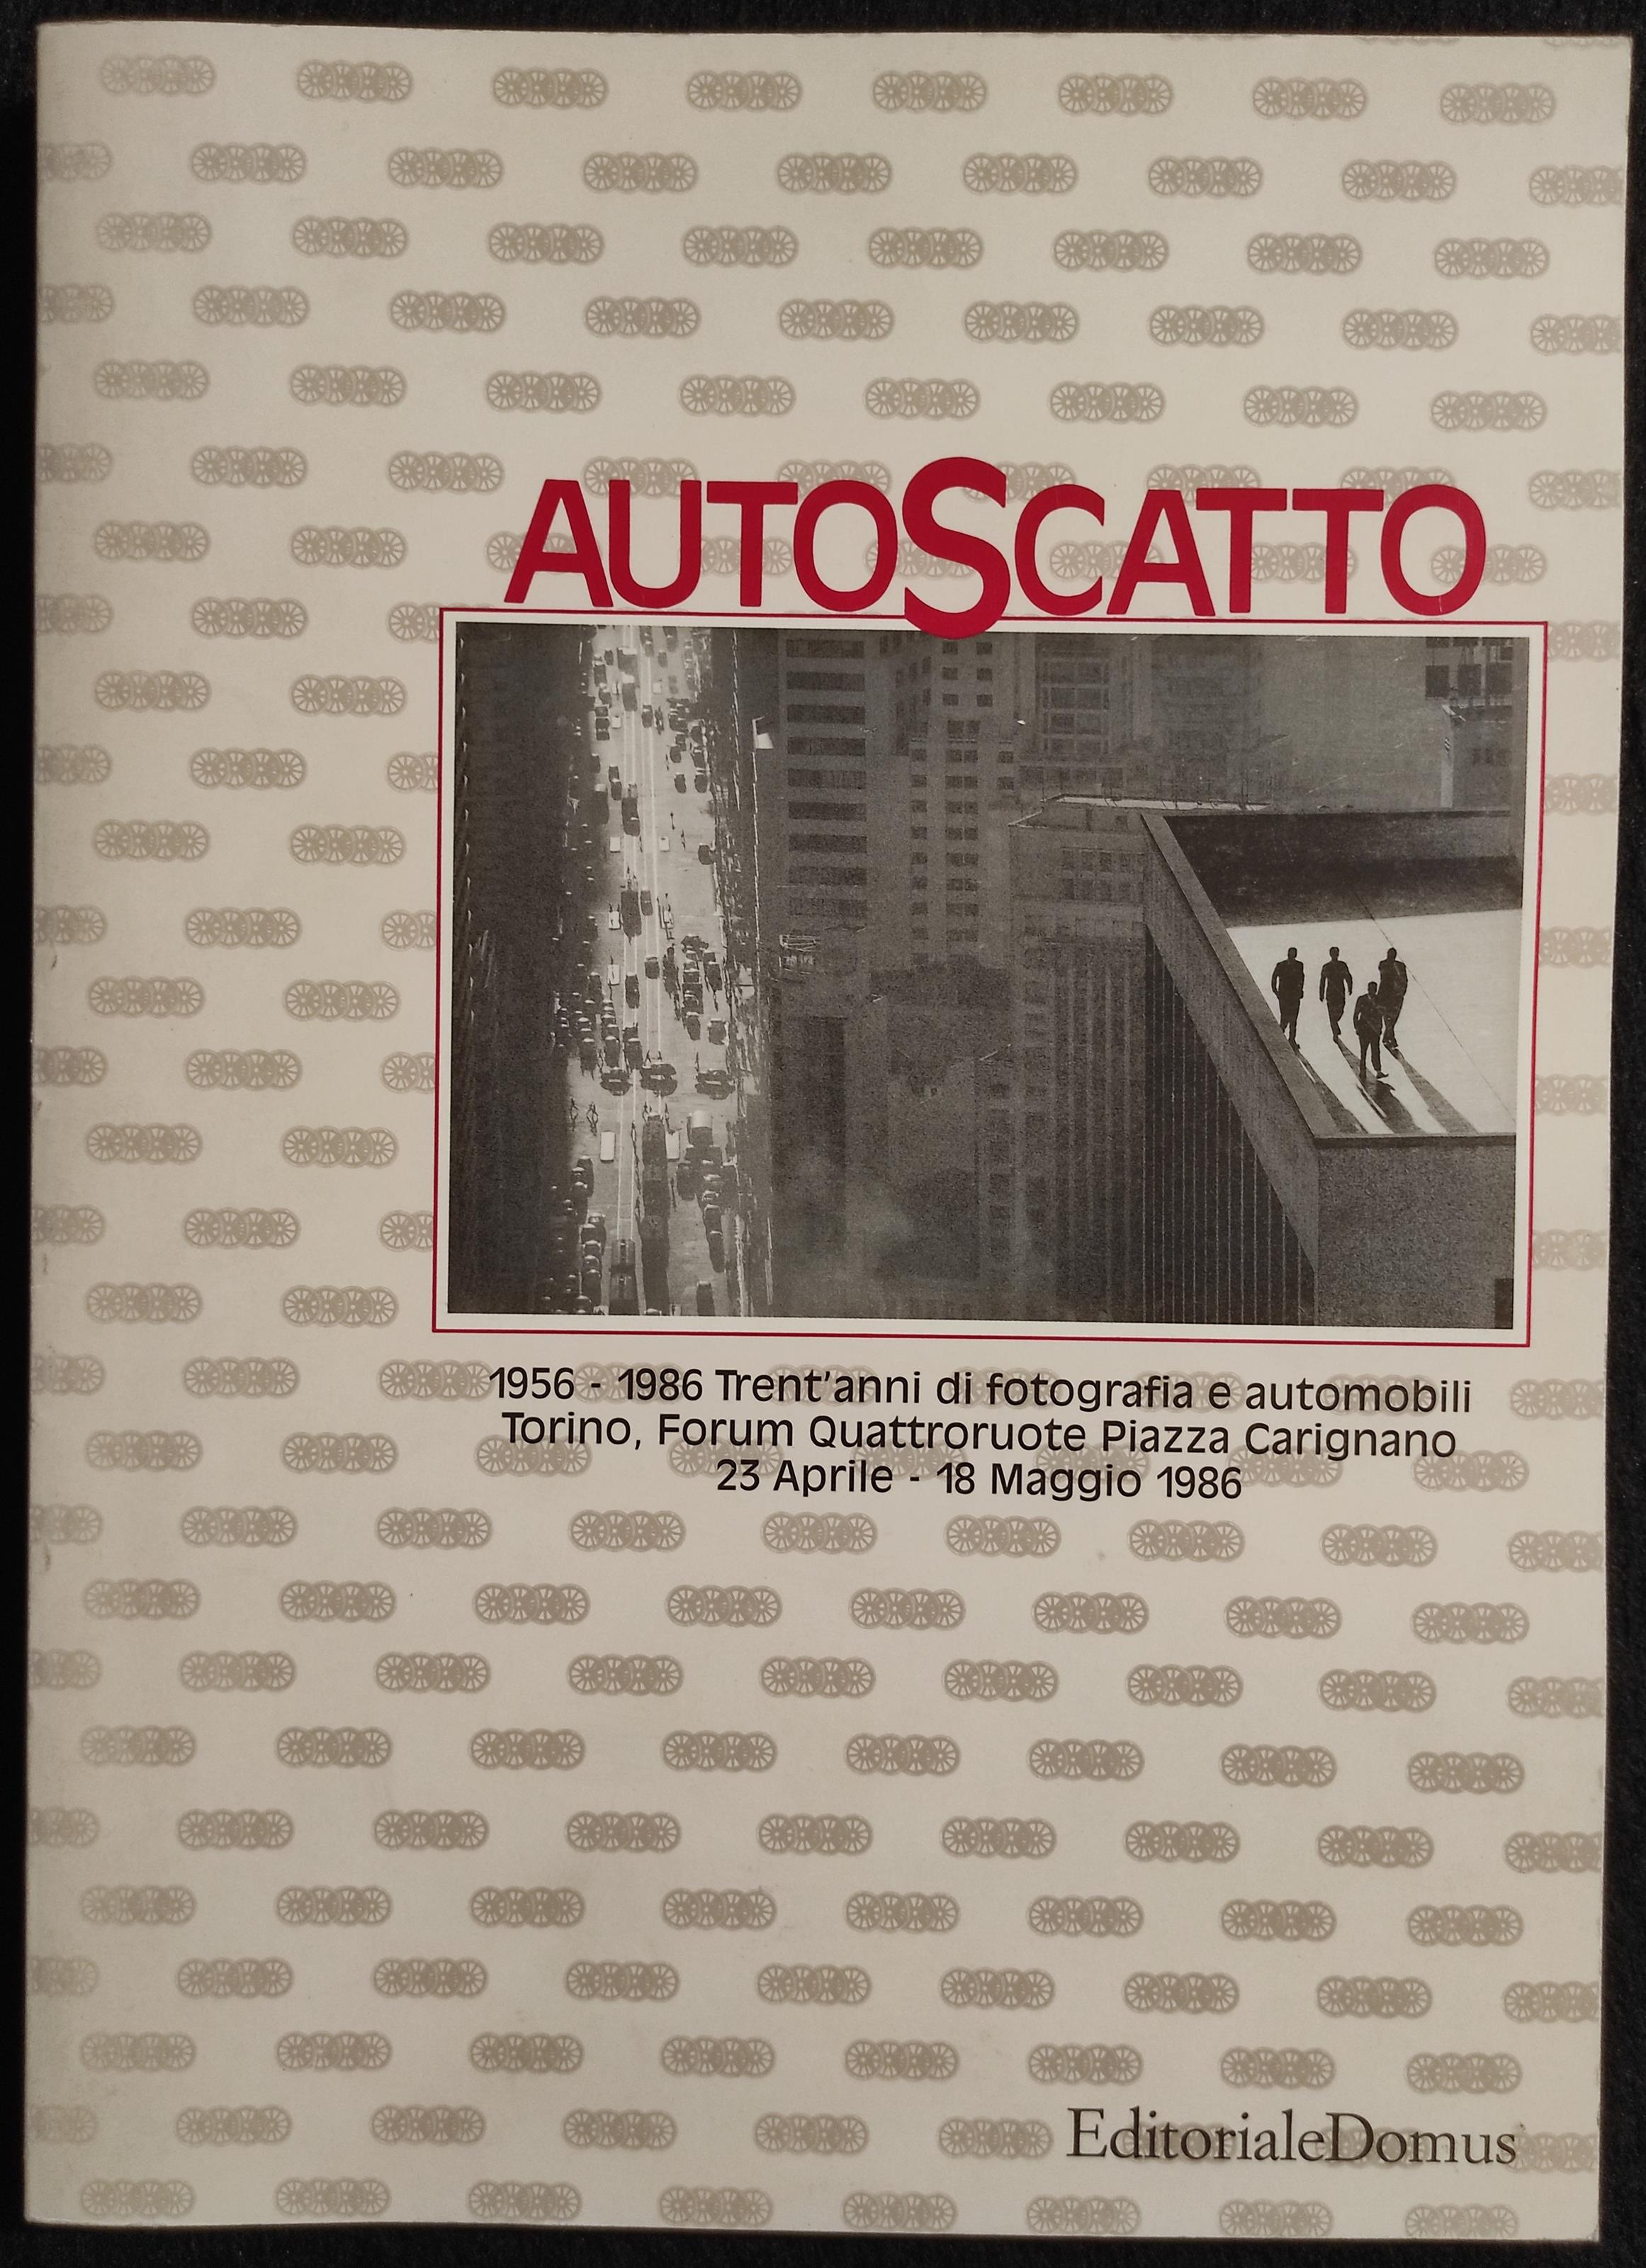 AUTOSCATTO
1956 - 1986 Trent'anni di fotografia e automobili
Torino, Forum Quattroruote Piazza Carignano
23 Aprile - 18 Maggio 1986
EditorialeDomus